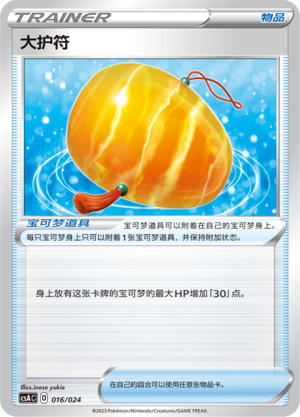 TRAINER 物品
大护符
宝可梦道具 宝可梦道具可以附着在自己的宝可梦身上。
每只宝可梦身上只可以附着1张宝可梦道具,并保持附加状态。
身上放有这张卡牌的宝可梦的最大HP增加「30」点。
Illus.inose yukie
csAC D 016/024
在自己的回合可以使用任意张物品卡。
©2023 Pokémon/Nintendo/Creatures/GAME FREAK.